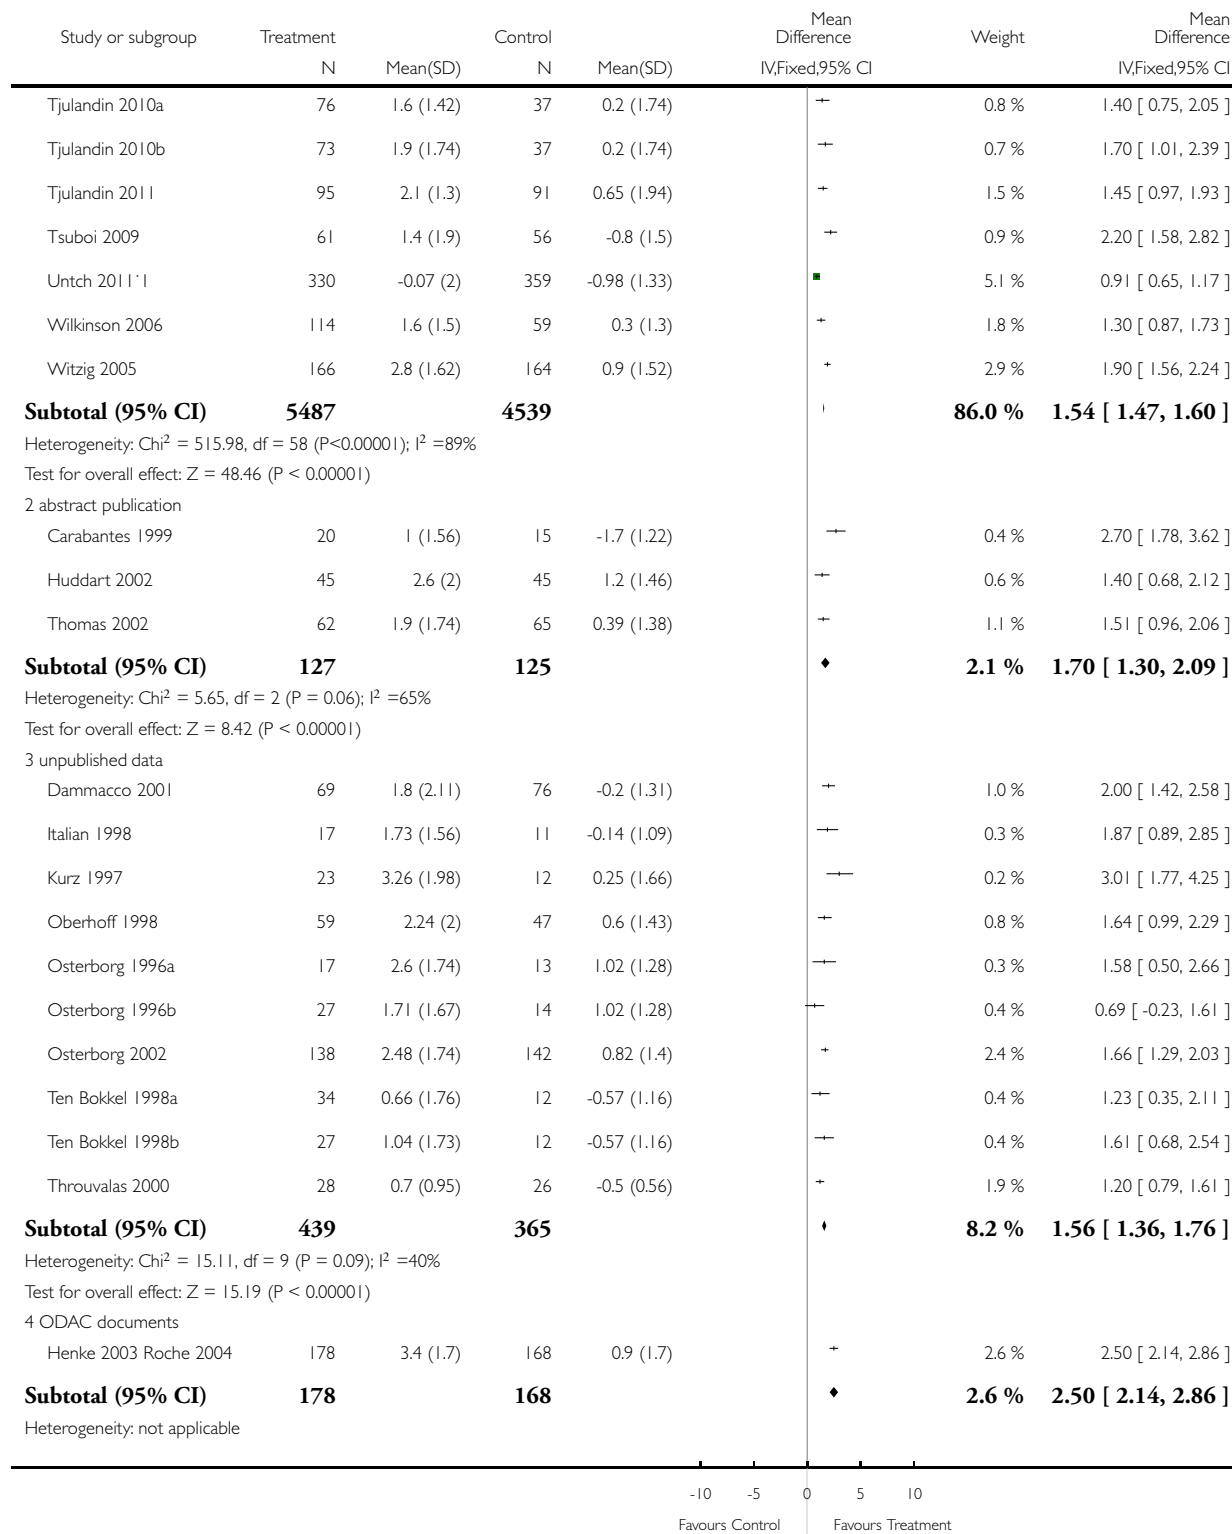 Study or subgroup Treatment Control Mean Difference Weight Mean Difference
N Mean(SD) N Mean(SD) IV,Fixed,95% CI IV,Fixed,95% CI
Tjulandin 2010a 76 1.6 (1.42) 37 0.2 (1.74) 0.8 % 1.40 [ 0.75, 2.05 ]
Tjulandin 2010b 73 1.9 (1.74) 37 0.2 (1.74) 0.7 % 1.70 [ 1.01, 2.39 ]
Tjulandin 2011 95 2.1 (1.3) 91 0.65 (1.94) 1.5 % 1.45 [ 0.97, 1.93 ]
Tsuboi 2009 61 1.4 (1.9) 56 -0.8 (1.5) 0.9 % 2.20 [ 1.58, 2.82 ]
Untch 2011˙1 330 -0.07 (2) 359 -0.98 (1.33) 5.1 % 0.91 [ 0.65, 1.17 ]
Wilkinson 2006 114 1.6 (1.5) 59 0.3 (1.3) 1.8 % 1.30 [ 0.87, 1.73 ]
Witzig 2005 166 2.8 (1.62) 164 0.9 (1.52) 2.9 % 1.90 [ 1.56, 2.24 ]
Subtotal (95% CI) 5487 4539 86.0 % 1.54 [ 1.47, 1.60 ]
Heterogeneity: Chi² = 515.98, df = 58 (P<0.00001); I² =89%
Test for overall effect: Z = 48.46 (P < 0.00001)
2 abstract publication
Carabantes 1999 20 1 (1.56) 15 -1.7 (1.22) 0.4 % 2.70 [ 1.78, 3.62 ]
Huddart 2002 45 2.6 (2) 45 1.2 (1.46) 0.6 % 1.40 [ 0.68, 2.12 ]
Thomas 2002 62 1.9 (1.74) 65 0.39 (1.38) 1.1 % 1.51 [ 0.96, 2.06 ]
Subtotal (95% CI) 127 125 2.1 % 1.70 [ 1.30, 2.09 ]
Heterogeneity: Chi² = 5.65, df = 2 (P = 0.06); I² =65%
Test for overall effect: Z = 8.42 (P < 0.00001)
3 unpublished data
Dammacco 2001 69 1.8 (2.11) 76 -0.2 (1.31) 1.0 % 2.00 [ 1.42, 2.58 ]
Italian 1998 17 1.73 (1.56) 11 -0.14 (1.09) 0.3 % 1.87 [ 0.89, 2.85 ]
Kurz 1997 23 3.26 (1.98) 12 0.25 (1.66) 0.2 % 3.01 [ 1.77, 4.25 ]
Oberhoff 1998 59 2.24 (2) 47 0.6 (1.43) 0.8 % 1.64 [ 0.99, 2.29 ]
Osterborg 1996a 17 2.6 (1.74) 13 1.02 (1.28) 0.3 % 1.58 [ 0.50, 2.66 ]
Osterborg 1996b 27 1.71 (1.67) 14 1.02 (1.28) 0.4 % 0.69 [ -0.23, 1.61 ]
Osterborg 2002 138 2.48 (1.74) 142 0.82 (1.4) 2.4 % 1.66 [ 1.29, 2.03 ]
Ten Bokkel 1998a 34 0.66 (1.76) 12 -0.57 (1.16) 0.4 % 1.23 [ 0.35, 2.11 ]
Ten Bokkel 1998b 27 1.04 (1.73) 12 -0.57 (1.16) 0.4 % 1.61 [ 0.68, 2.54 ]
Throuvalas 2000 28 0.7 (0.95) 26 -0.5 (0.56) 1.9 % 1.20 [ 0.79, 1.61 ]
Subtotal (95% CI) 439 365 8.2 % 1.56 [ 1.36, 1.76 ]
Heterogeneity: Chi² = 15.11, df = 9 (P = 0.09); I² =40%
Test for overall effect: Z = 15.19 (P < 0.00001)
4 ODAC documents
Henke 2003 Roche 2004 178 3.4 (1.7) 168 0.9 (1.7) 2.6 % 2.50 [ 2.14, 2.86 ]
Subtotal (95% CI) 178 168 2.6 % 2.50 [ 2.14, 2.86 ]
Heterogeneity: not applicable
-10 -5 0 5 10
Favours Control Favours Treatment